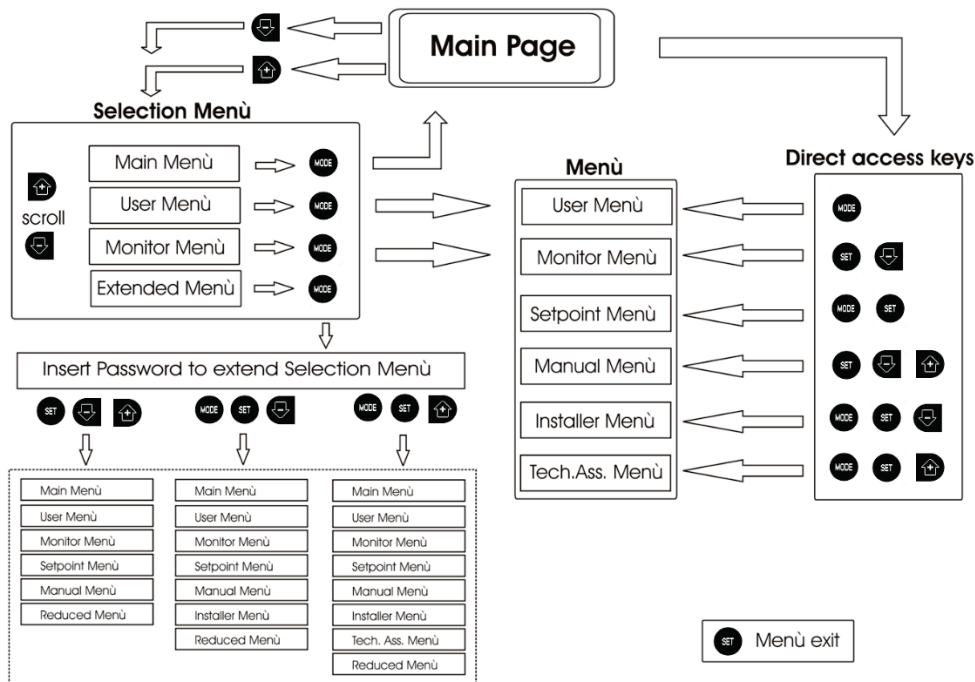 Main Page
Selection Menù
Main Menù
MODE
User Menù
MODE
scroll
Monitor Menù
MODE
Extended Menù
MODE
Insert Password to extend Selection Menù
SET
MODE SET
MODE SET
Main Menù
User Menù
Monitor Menù
Setpoint Menù
Manual Menù
Reduced Menù
Main Menù
User Menù
Monitor Menù
Setpoint Menù
Manual Menù
Installer Menù
Reduced Menù
Main Menù
User Menù
Monitor Menù
Setpoint Menù
Manual Menù
Installer Menù
Tech. Ass. Menù
Reduced Menù
Menù
User Menù
Monitor Menù
Setpoint Menù
Manual Menù
Installer Menù
Tech.Ass. Menù
Direct access keys
MODE
SET
MODE SET
SET
MODE SET
MODE SET
SET Menù exit